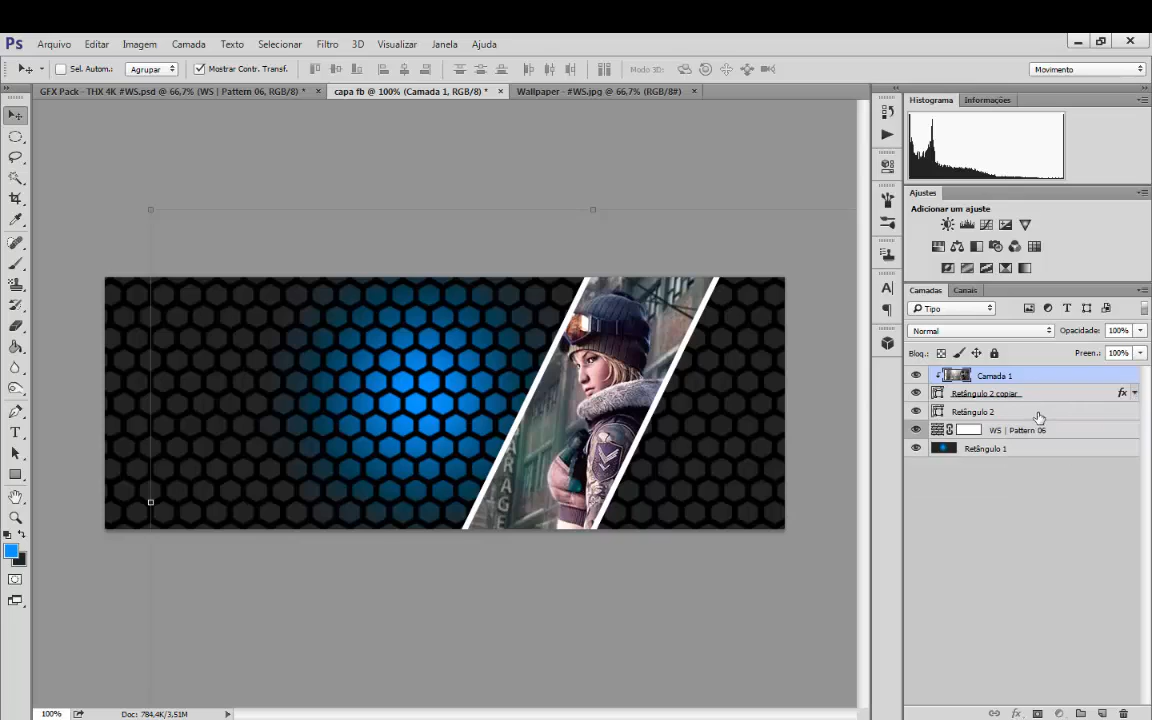 Ps Arquivo Editar Imagem Camada Texto Selecionar Filtro 3D Visualizar Janela Ajuda
Sel. Autom.: Agrupar Mostrar Contr. Transf. Modo 3D: Movimento
GFX Pack - THX 4K #WS.psd @ 66,7% (WS | Pattern 06, RGB/8) * × capa fb @ 100% (Camada 1, RGB/8) * × Wallpaper - #WS.jpg @ 66,7% (RGB/8#) ×
Histograma Informações
Ajustes
Adicionar um ajuste
Camadas Canais
Tipo
Normal Opacidade: 100%
Bloq.: Preen.: 100%
Camada 1
Retângulo 2 copiar fx
Retângulo 2
WS | Pattern 06
Retângulo 1
ARAGE
100% Doc: 784,4K/3,51M